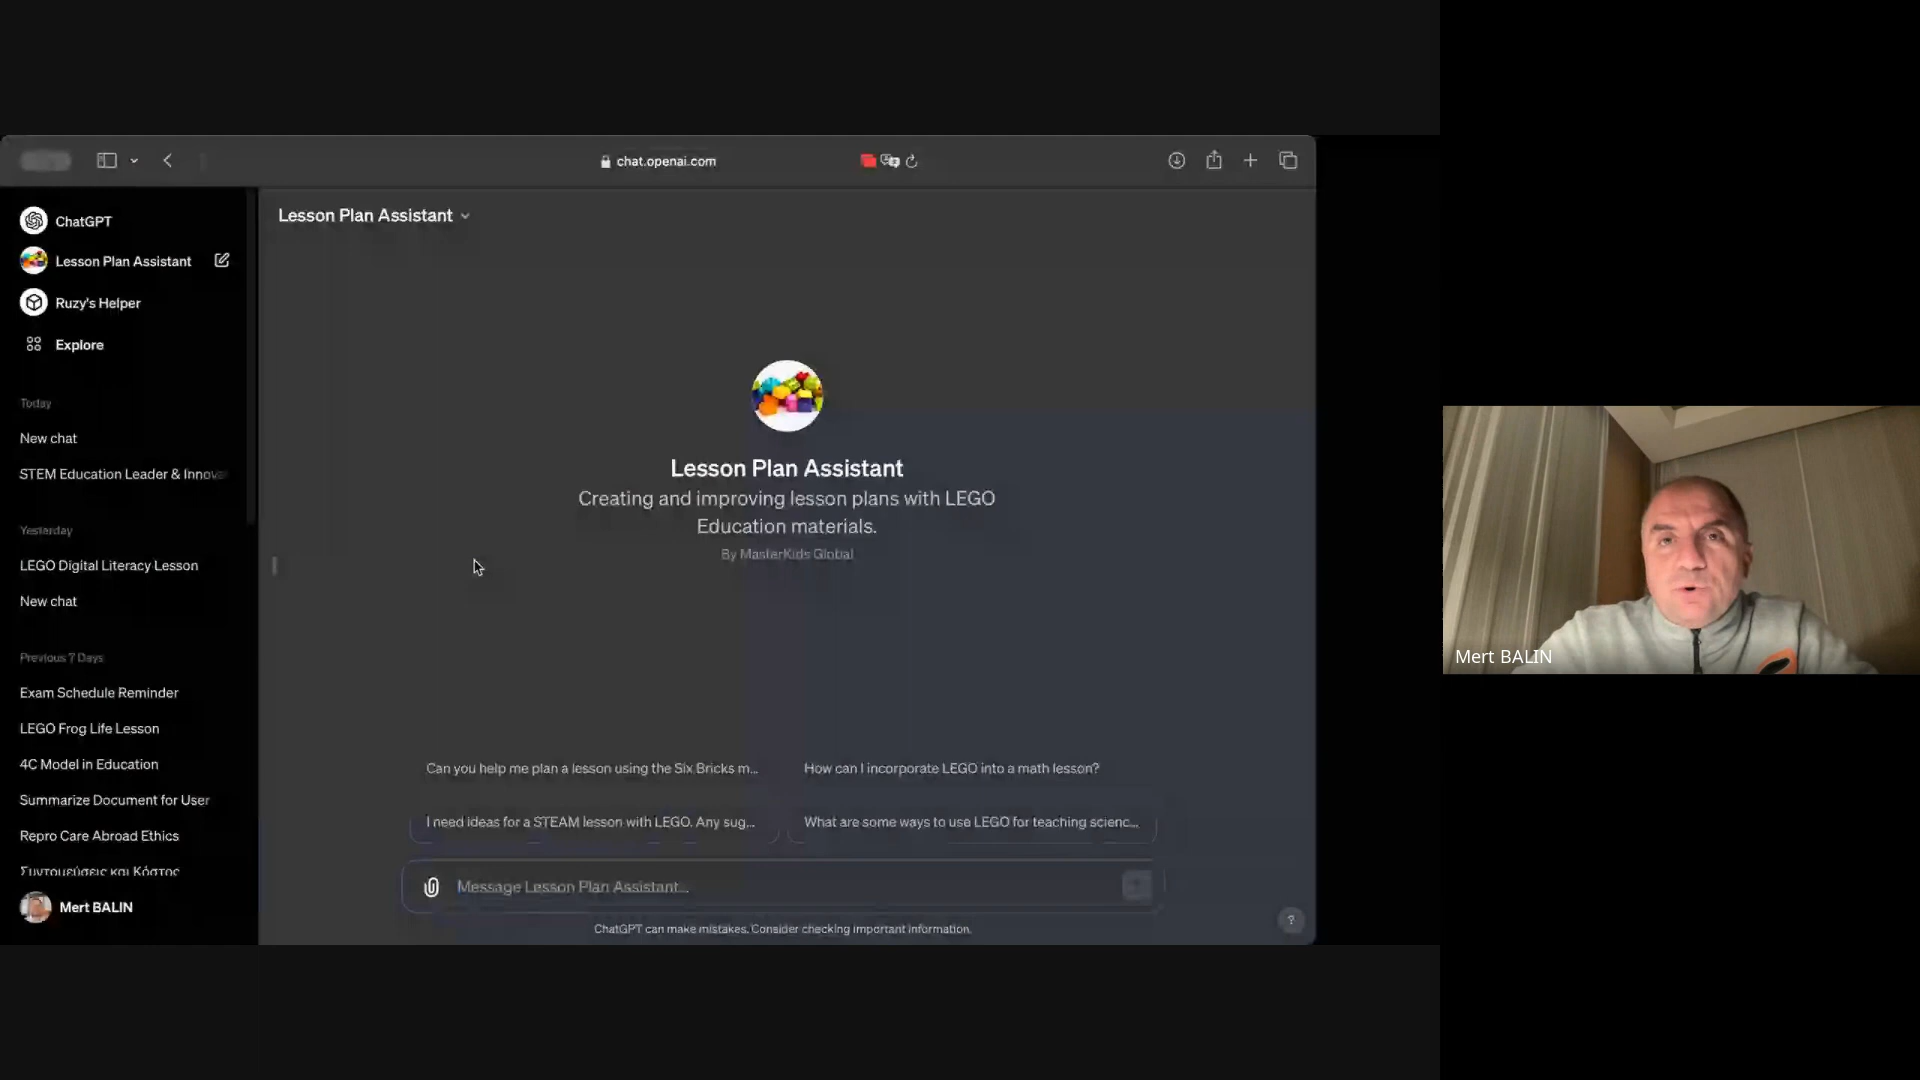 chat.openai.com
ChatGPT
Lesson Plan Assistant
Ruzy's Helper
Explore
Today
New chat
STEM Education Leader & Innova
Yesterday
LEGO Digital Literacy Lesson
New chat
Previous 7 Days
Exam Schedule Reminder
LEGO Frog Life Lesson
4C Model in Education
Summarize Document for User
Repro Care Abroad Ethics
Συντομεύσεις και Κόστος
Mert BALIN
Lesson Plan Assistant
Lesson Plan Assistant
Creating and improving lesson plans with LEGO
Education materials.
By MasterKids Global
Can you help me plan a lesson using the Six Bricks m...
How can I incorporate LEGO into a math lesson?
I need ideas for a STEAM lesson with LEGO. Any sug...
What are some ways to use LEGO for teaching scienc...
Message Lesson Plan Assistant...
ChatGPT can make mistakes. Consider checking important information.
?
Mert BALIN